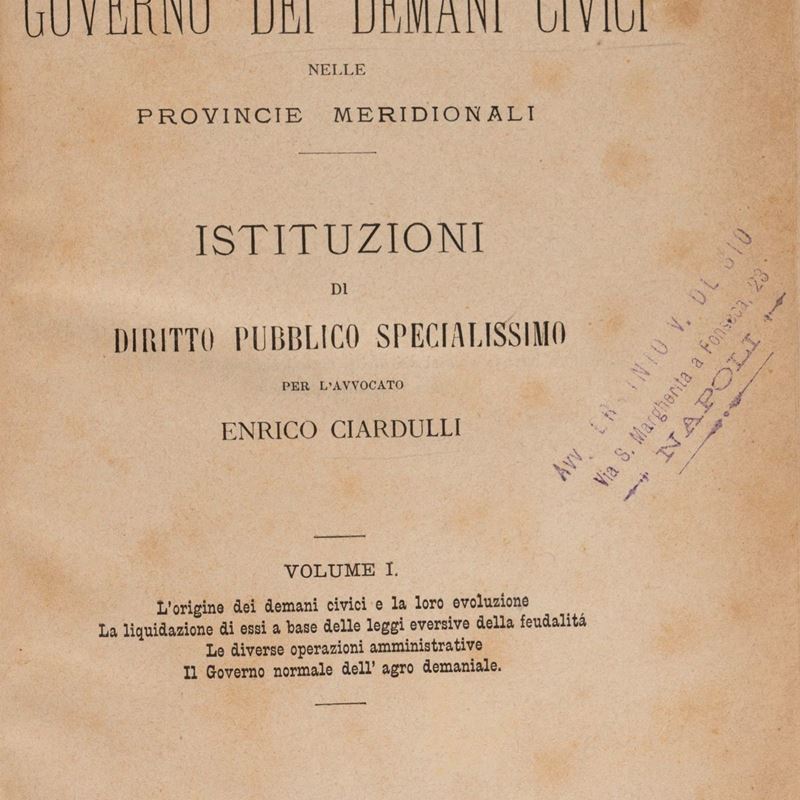 GOVERNO DEI DEMANI CIVICI
NELLE
PROVINCIE MERIDIONALI
ISTITUZIONI
DI
DIRITTO PUBBLICO SPECIALISSIMO
PER L'AVVOCATO
ENRICO CIARDULLI
VOLUME I.
L'origine dei demani civici e la loro evoluzione
La liquidazione di essi a base delle leggi eversive della feudalitá
Le diverse operazioni amministrative
Il Governo normale dell' agro demaniale.
Avv. V.
Via S. Margherita a Fonseca, 23
NAPOLI